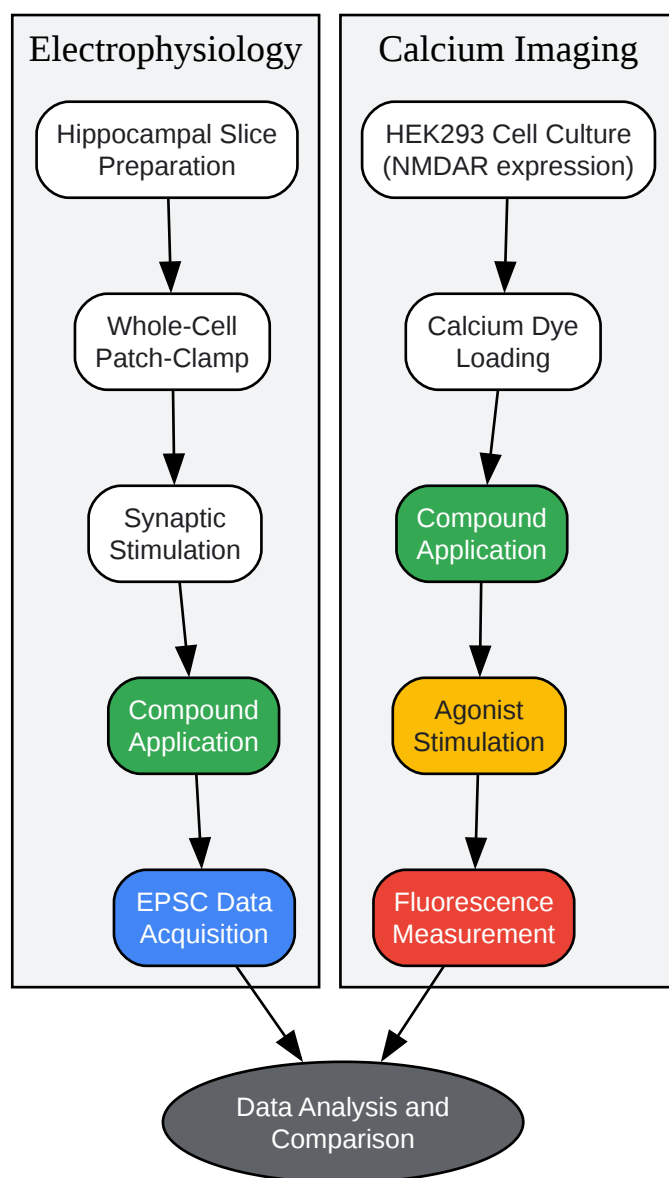 Electrophysiology
Hippocampal Slice
Preparation
Whole-Cell
Patch-Clamp
Synaptic
Stimulation
Compound
Application
EPSC Data
Acquisition
Calcium Imaging
HEK293 Cell Culture
(NMDAR expression)
Calcium Dye
Loading
Compound
Application
Agonist
Stimulation
Fluorescence
Measurement
Data Analysis and
Comparison